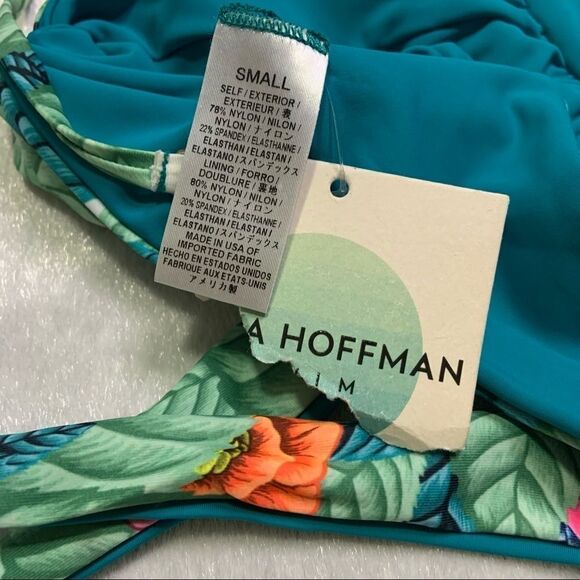 SMALL
SELF / EXTERIOR /
EXTERIEUR / 表
78% NYLON / NILON /
NYLON / ナイロン
22% SPANDEX / ELASTHANNE /
ELASTHAN / ELASTAN /
ELASTANO / スパンデックス
LINING / FORRO /
DOUBLURE / 裏地
80% NYLON / NILON /
NYLON / ナイロン
20% SPANDEX / ELASTHANNE /
ELASTHAN / ELASTAN /
ELASTANO / スパンデックス
MADE IN USA OF
IMPORTED FABRIC
HECHO EN ESTADOS UNIDOS
FABRIQUE AUX ETATS-UNIS
アメリカ製
A HOFFMAN
IM